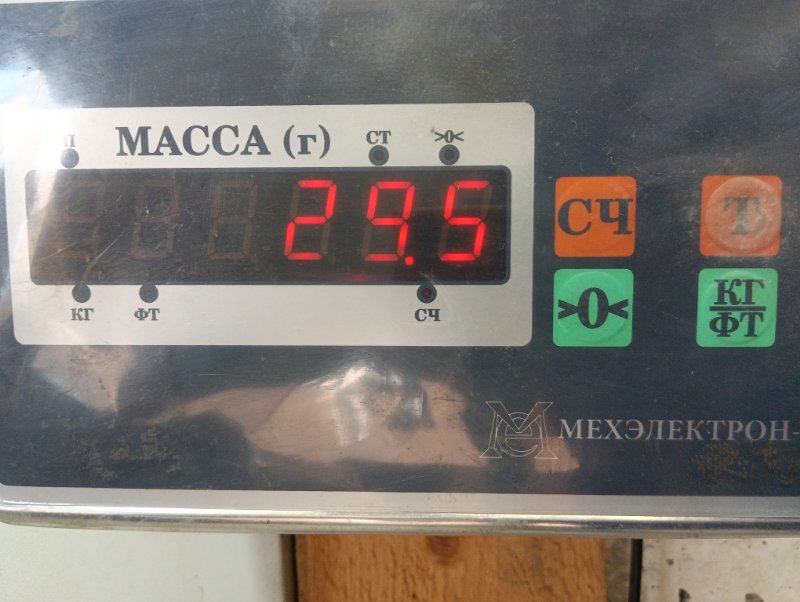 П
МАССА (г)
СТ
>0<
29.5
КГ
ФТ
СЧ
СЧ
Т
>0<
КГ
ФТ
МЕХЭЛЕКТРОН-